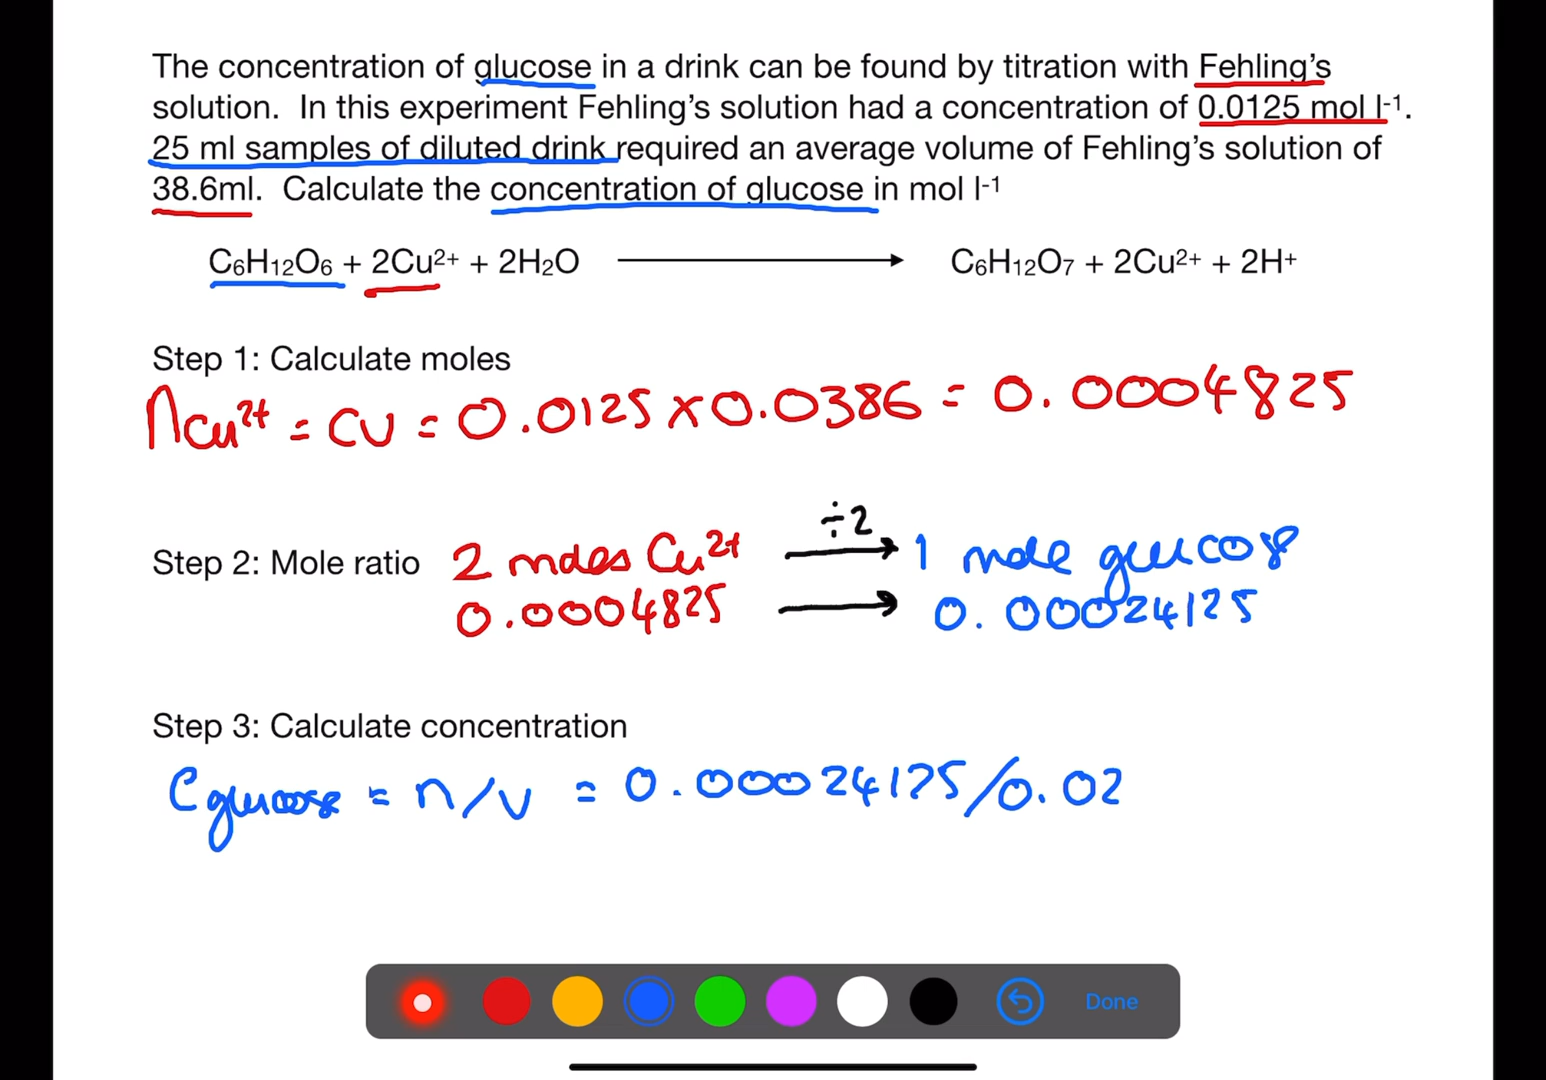 The concentration of glucose in a drink can be found by titration with Fehling's
solution. In this experiment Fehling's solution had a concentration of 0.0125 mol l-1.
25 ml samples of diluted drink required an average volume of Fehling's solution of
38.6ml. Calculate the concentration of glucose in mol l-1
C6H12O6 + 2Cu2+ + 2H2O → C6H12O7 + 2Cu2+ + 2H+
Step 1: Calculate moles
nCu2+ = CV = 0.0125 x 0.0386 = 0.0004825
÷2
Step 2: Mole ratio 2 moles Cu2+ → 1 mole glucose
0.0004825 → 0.00024125
Step 3: Calculate concentration
C glucose = n/v = 0.00024125/0.02
Done